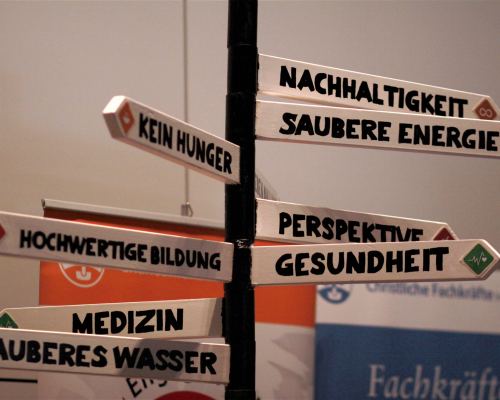 NACHHALTIGKEIT
SAUBERE ENERGIE
KEIN HUNGER
PERSPEKTIVE
HOCHWERTIGE BILDUNG
GESUNDHEIT
MEDIZIN
AUBERES WASSER
Christliche Fachkräfte
Fachkräft